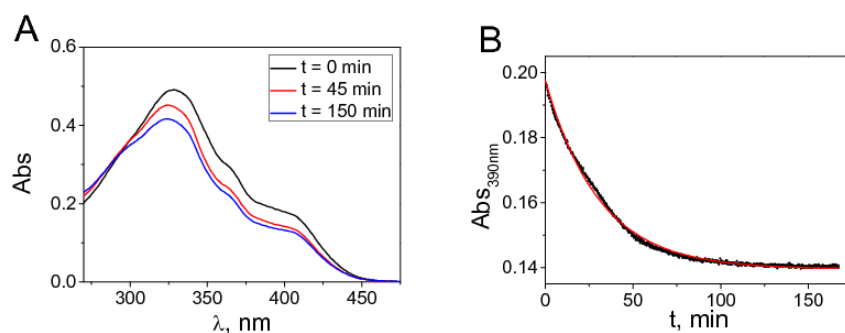 A
B
0.6
0.4
0.2
0.0
Abs
t = 0 min
t = 45 min
t = 150 min
300 350 400 450
λ, nm
0.20
0.18
0.16
0.14
Abs390nm
0 50 100 150
t, min